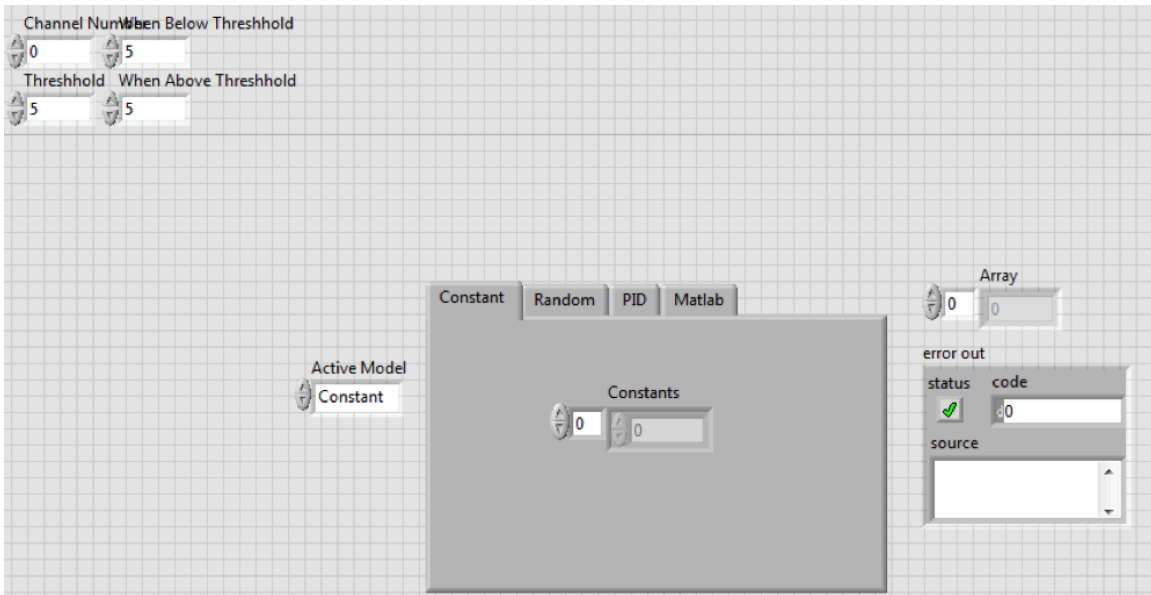 Channel Number When Below Threshhold
0 5
Threshhold When Above Threshhold
5 5
Array
0 0
Constant Random PID Matlab
error out
Active Model
Constant
status code
0
Constants
0 0
source